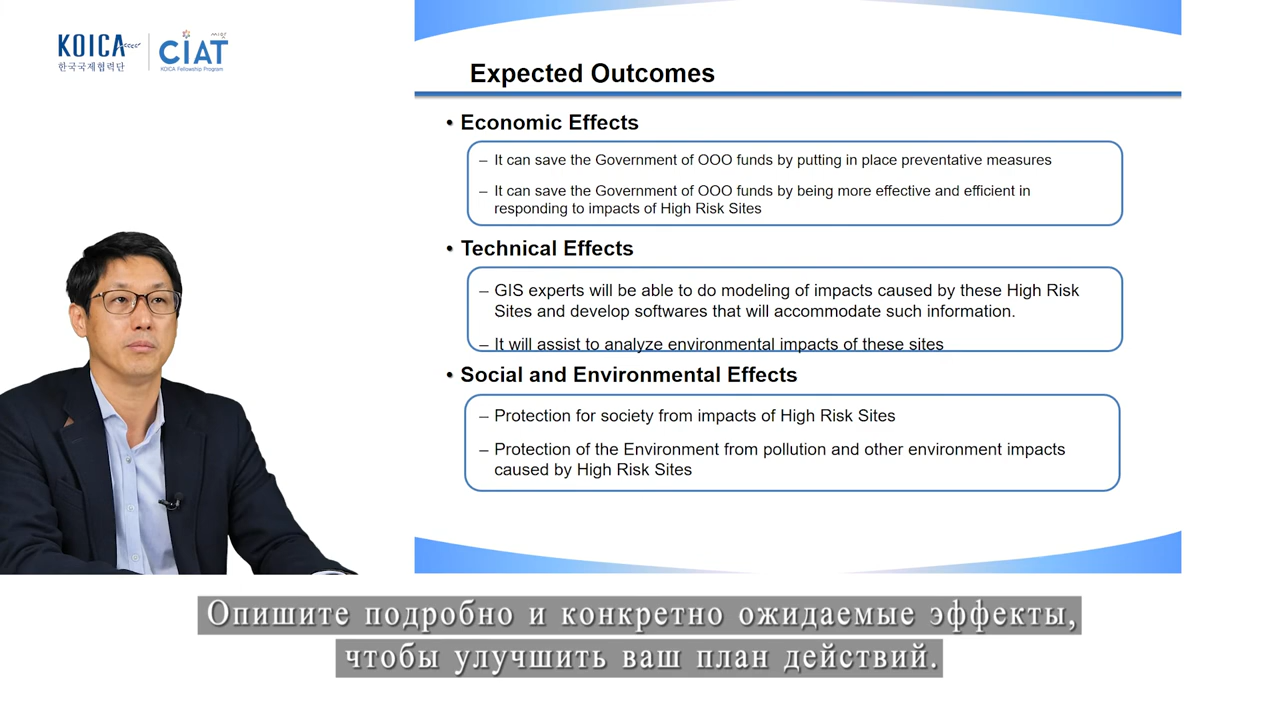 KOICA
한국국제협력단
CIAT
KOICA Fellowship Program
Expected Outcomes
• Economic Effects
– It can save the Government of OOO funds by putting in place preventative measures
– It can save the Government of OOO funds by being more effective and efficient in
responding to impacts of High Risk Sites
• Technical Effects
– GIS experts will be able to do modeling of impacts caused by these High Risk
Sites and develop softwares that will accommodate such information.
– It will assist to analyze environmental impacts of these sites
• Social and Environmental Effects
– Protection for society from impacts of High Risk Sites
– Protection of the Environment from pollution and other environment impacts
caused by High Risk Sites
Опишите подробно и конкретно ожидаемые эффекты,
чтобы улучшить ваш план действий.